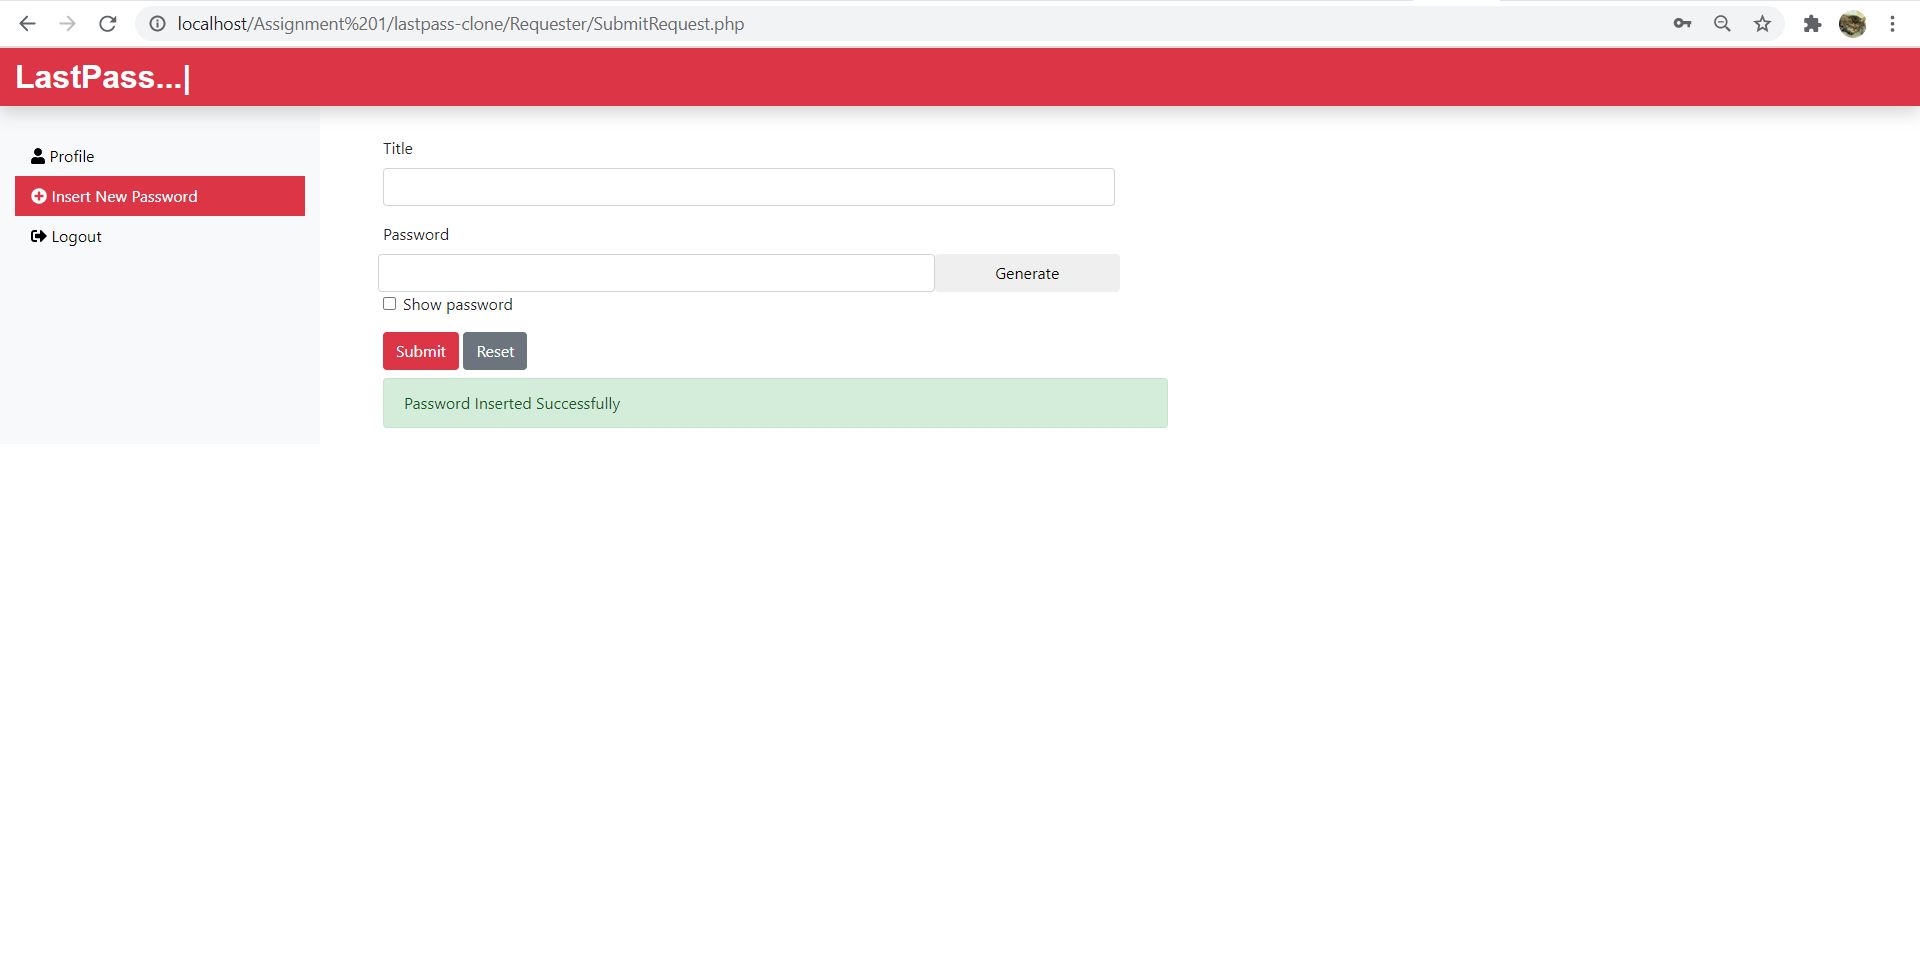 localhost/Assignment%201/lastpass-clone/Requester/SubmitRequest.php
LastPass...|
Profile
Insert New Password
Logout
Title
Password
Generate
Show password
Submit Reset
Password Inserted Successfully